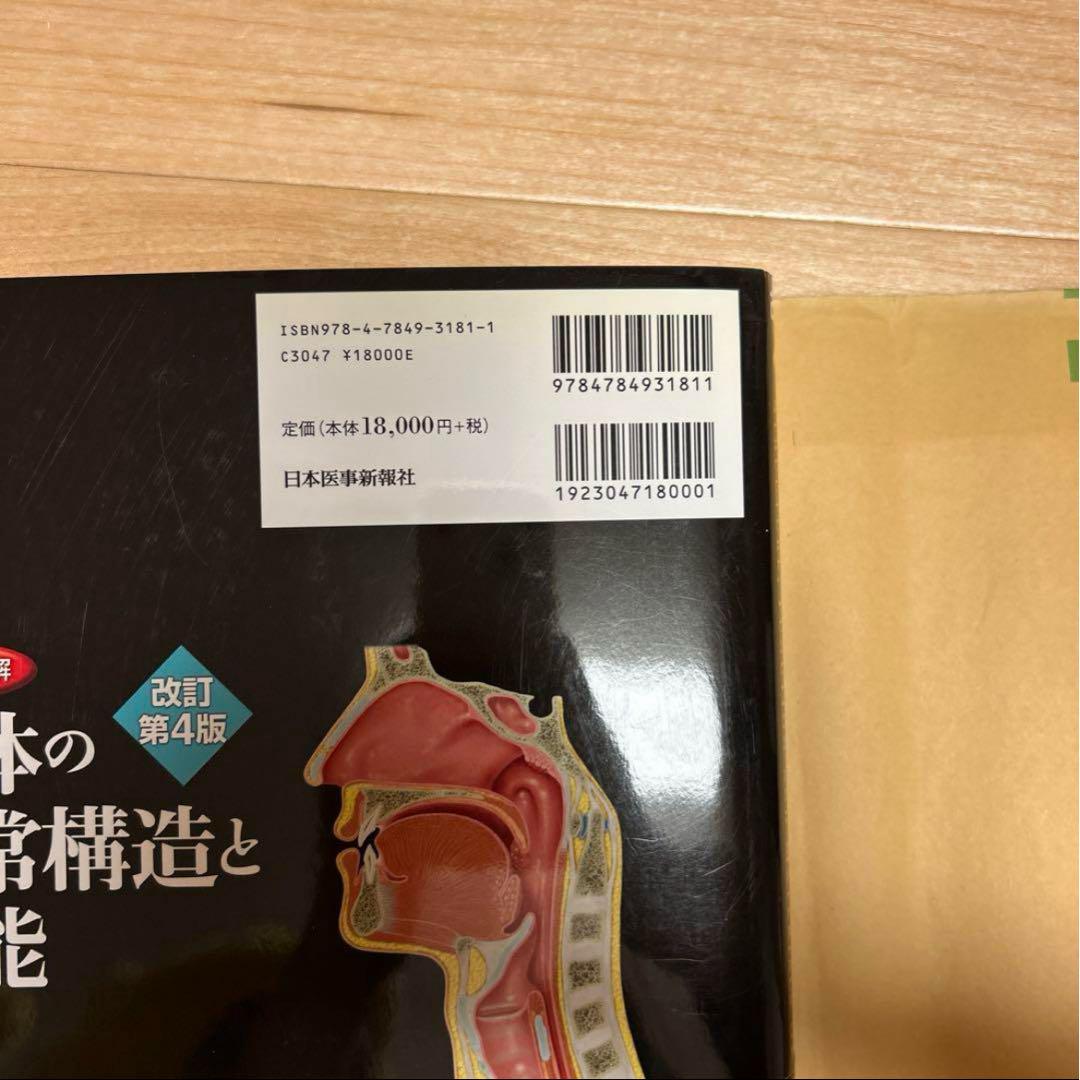 ISBN978-4-7849-3181-1
C3047 ¥18000E
定価(本体18,000円+税)
日本医事新報社
9784784931811
1923047180001
解
改訂
第4版
体の
常構造と
能